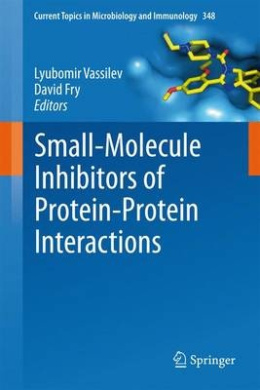 Current Topics in Microbiology and Immunology 348
Lyubomir Vassilev
David Fry
Editors
Small-Molecule
Inhibitors of
Protein-Protein
Interactions
Springer